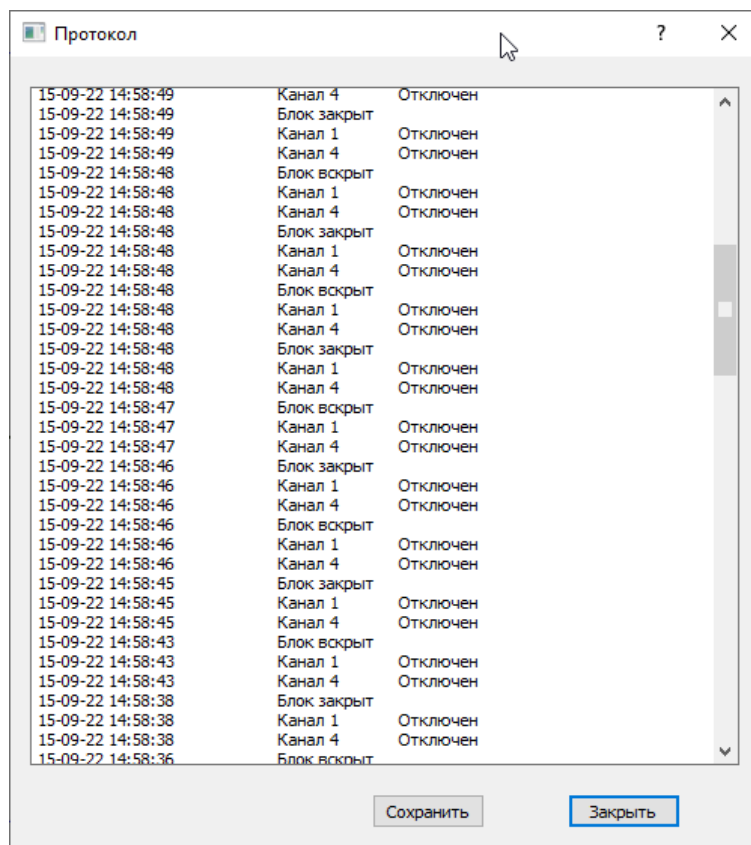 Протокол
15-09-22 14:58:49 Канал 4 Отключен
15-09-22 14:58:49 Блок закрыт
15-09-22 14:58:49 Канал 1 Отключен
15-09-22 14:58:49 Канал 4 Отключен
15-09-22 14:58:48 Блок вскрыт
15-09-22 14:58:48 Канал 1 Отключен
15-09-22 14:58:48 Канал 4 Отключен
15-09-22 14:58:48 Блок закрыт
15-09-22 14:58:48 Канал 1 Отключен
15-09-22 14:58:48 Канал 4 Отключен
15-09-22 14:58:48 Блок вскрыт
15-09-22 14:58:48 Канал 1 Отключен
15-09-22 14:58:48 Канал 4 Отключен
15-09-22 14:58:48 Блок закрыт
15-09-22 14:58:48 Канал 1 Отключен
15-09-22 14:58:48 Канал 4 Отключен
15-09-22 14:58:47 Блок вскрыт
15-09-22 14:58:47 Канал 1 Отключен
15-09-22 14:58:47 Канал 4 Отключен
15-09-22 14:58:46 Блок закрыт
15-09-22 14:58:46 Канал 1 Отключен
15-09-22 14:58:46 Канал 4 Отключен
15-09-22 14:58:46 Блок вскрыт
15-09-22 14:58:46 Канал 1 Отключен
15-09-22 14:58:46 Канал 4 Отключен
15-09-22 14:58:45 Блок закрыт
15-09-22 14:58:45 Канал 1 Отключен
15-09-22 14:58:45 Канал 4 Отключен
15-09-22 14:58:43 Блок вскрыт
15-09-22 14:58:43 Канал 1 Отключен
15-09-22 14:58:43 Канал 4 Отключен
15-09-22 14:58:38 Блок закрыт
15-09-22 14:58:38 Канал 1 Отключен
15-09-22 14:58:38 Канал 4 Отключен
15-09-22 14:58:36 Блок вскрыт
Сохранить Закрыть